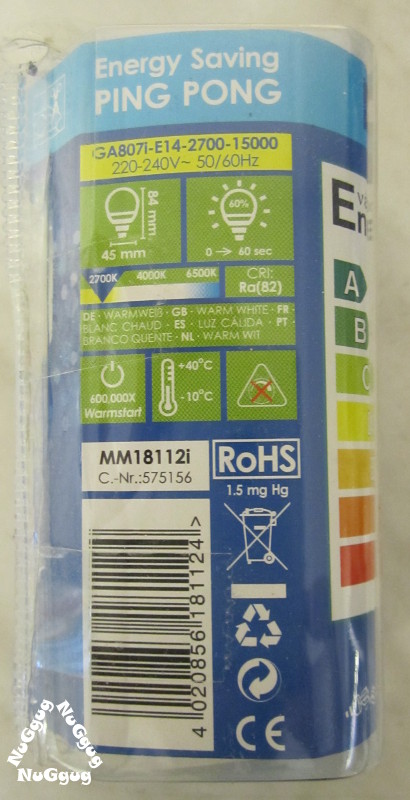 Energy Saving
PING PONG
GA807i-E14-2700-15000
220-240V~ 50/60Hz
84 mm
45 mm
60%
0 → 60 sec
2700K 4000K 6500K
CRI:
Ra(82)
DE · WARMWEIß · GB · WARM WHITE · FR ·
BLANC CHAUD · ES · LUZ CÁLIDA · PT ·
BRANCO QUENTE · NL · WARM WIT
600.000X
Warmstart
+40°C
-10°C
MM18112i
C.-Nr.:575156
RoHS
1.5 mg Hg
4 020856 181124 >
CE
A
B
NuGgug
NuGgug
NuGgug